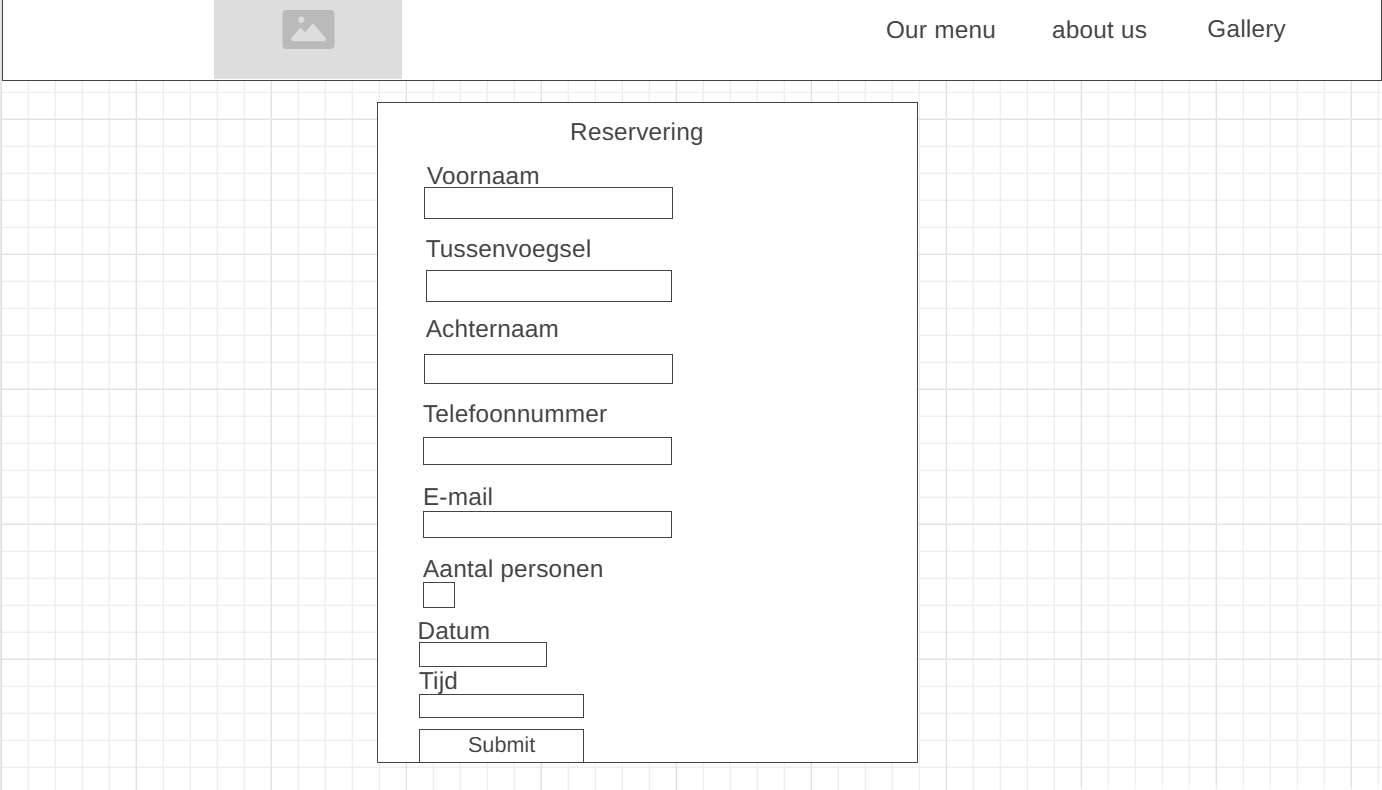 Our menu about us Gallery
Reservering
Voornaam
Tussenvoegsel
Achternaam
Telefoonnummer
E-mail
Aantal personen
Datum
Tijd
Submit